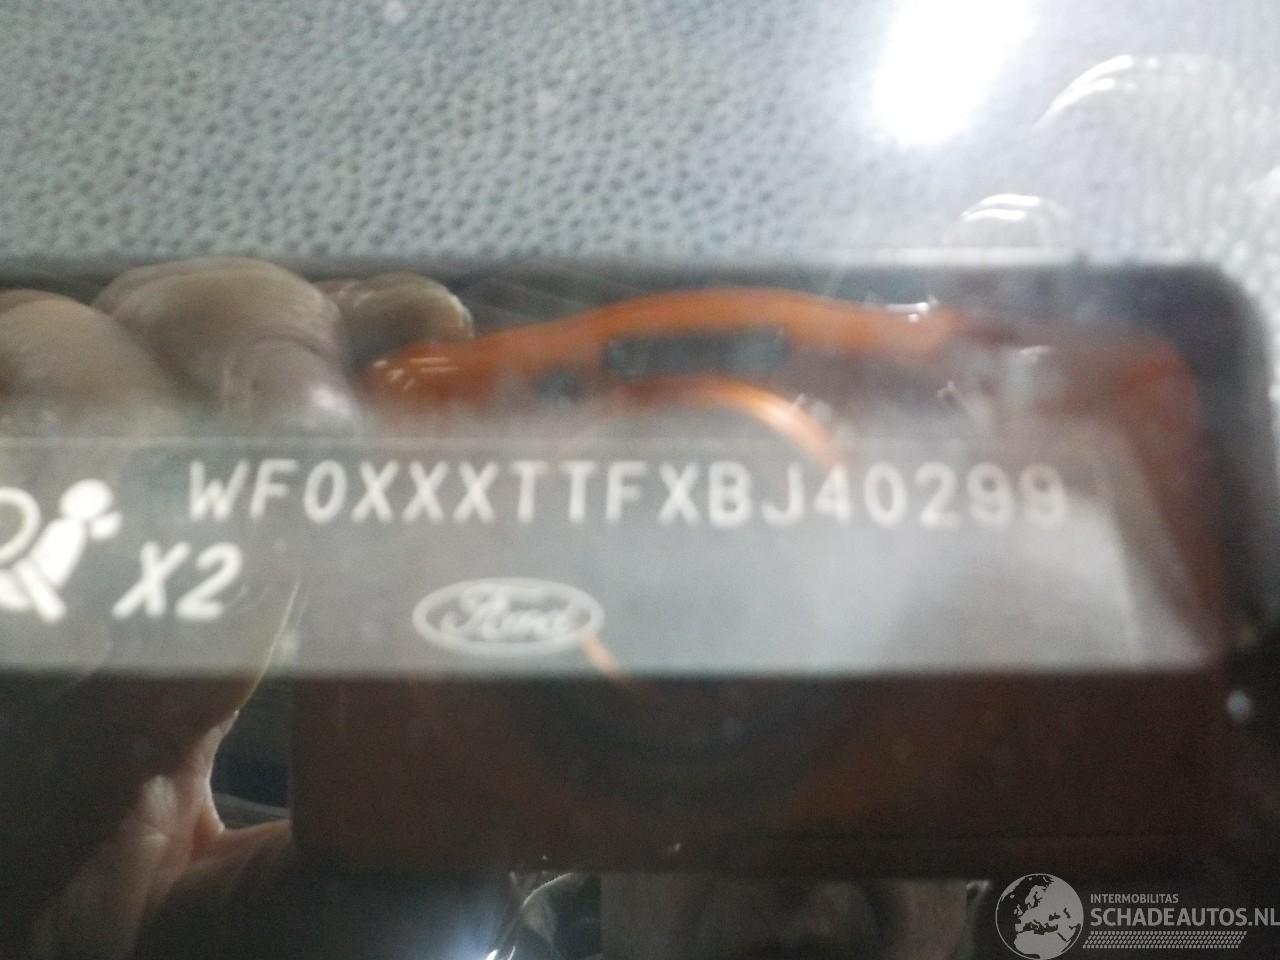 WF0XXXTTFXBJ40299
X2
Ford
INTERMOBILITAS
SCHADEAUTOS.NL